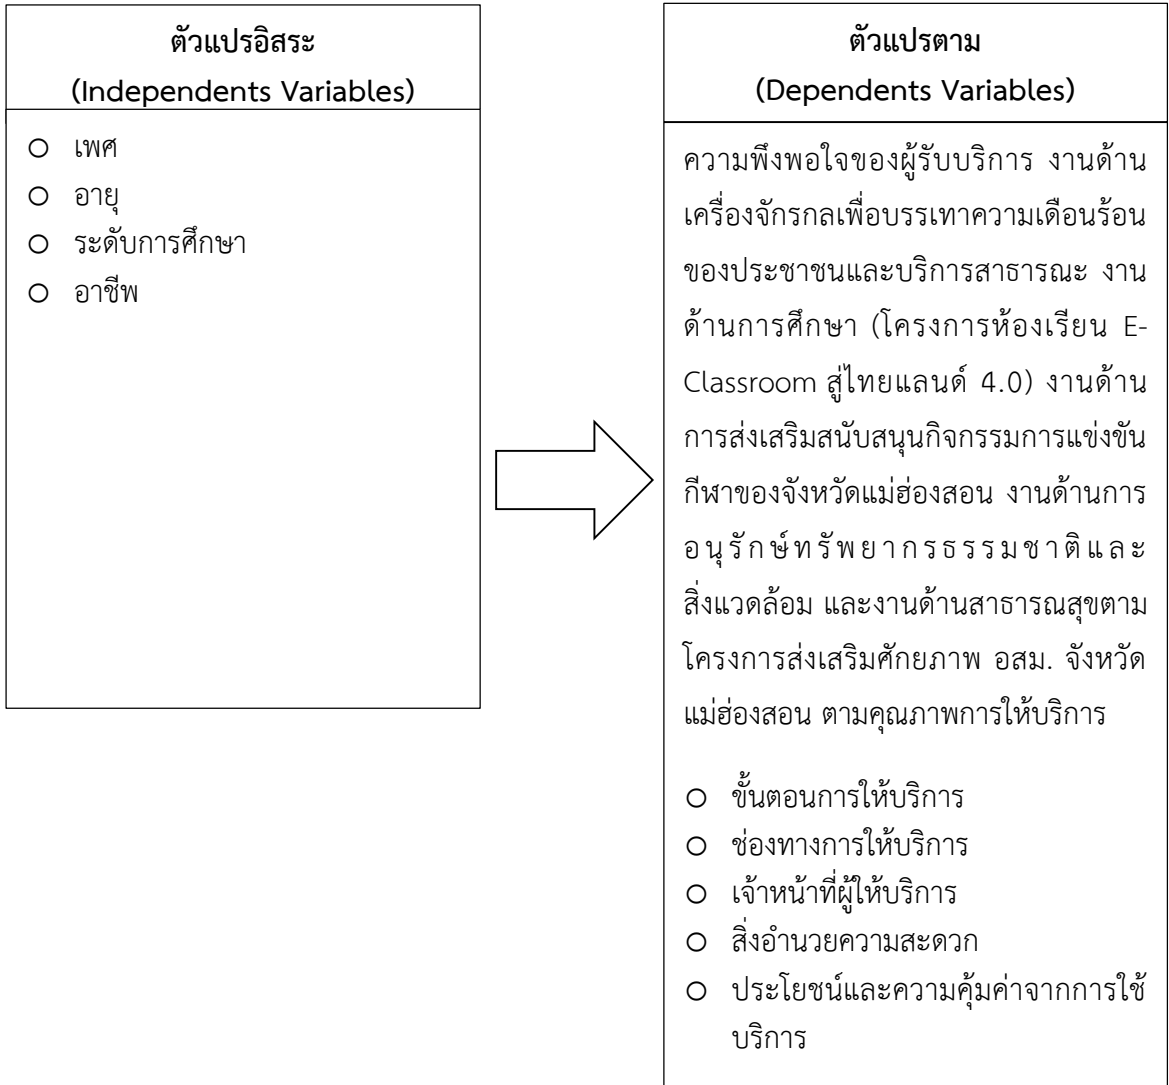 ตัวแปรอิสระ
(Independents Variables)
○ เพศ
○ อายุ
○ ระดับการศึกษา
○ อาชีพ
ตัวแปรตาม
(Dependents Variables)
ความพึงพอใจของผู้รับบริการ งานด้าน
เครื่องจักรกลเพื่อบรรเทาความเดือนร้อน
ของประชาชนและบริการสาธารณะ งาน
ด้านการศึกษา (โครงการห้องเรียน E-
Classroom สู่ไทยแลนด์ 4.0) งานด้าน
การส่งเสริมสนับสนุนกิจกรรมการแข่งขัน
กีฬาของจังหวัดแม่ฮ่องสอน งานด้านการ
อนุรักษ์ทรัพยากรธรรมชาติและ
สิ่งแวดล้อม และงานด้านสาธารณสุขตาม
โครงการส่งเสริมศักยภาพ อสม. จังหวัด
แม่ฮ่องสอน ตามคุณภาพการให้บริการ
○ ขั้นตอนการให้บริการ
○ ช่องทางการให้บริการ
○ เจ้าหน้าที่ผู้ให้บริการ
○ สิ่งอำนวยความสะดวก
○ ประโยชน์และความคุ้มค่าจากการใช้
บริการ